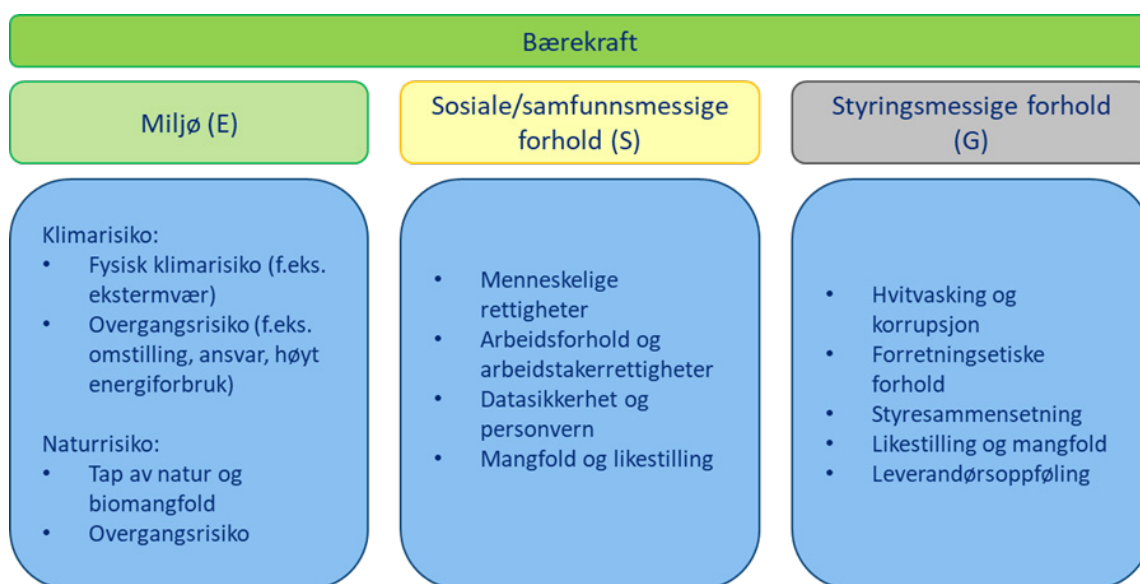 Bærekraft
Miljø (E)
Sosiale/samfunnsmessige
forhold (S)
Styringsmessige forhold
(G)
Klimarisiko:
• Fysisk klimarisiko (f.eks.
ekstermvær)
• Overgangsrisiko (f.eks.
omstilling, ansvar, høyt
energiforbruk)
Naturrisiko:
• Tap av natur og
biomangfold
• Overgangsrisiko
• Menneskelige
rettigheter
• Arbeidsforhold og
arbeidstakerrettigheter
• Datasikkerhet og
personvern
• Mangfold og likestilling
• Hvitvasking og
korrupsjon
• Forretningsetiske
forhold
• Styresammensetning
• Likestilling og mangfold
• Leverandørsoppføling